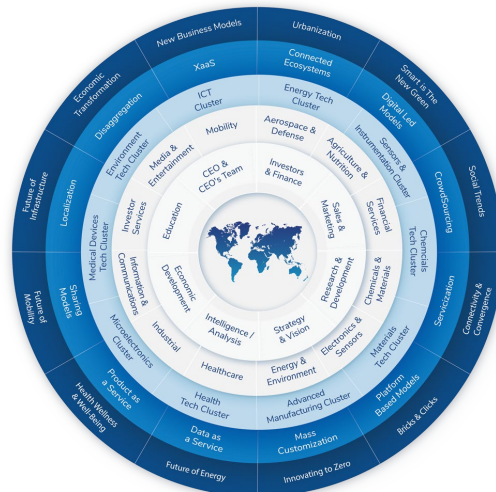 New Business Models
Urbanization
Smart is The
New Green
Social Trends
Connectivity &
Convergence
Bricks & Clicks
Innovating to Zero
Future of Energy
Health Wellness
& Well-Being
Future of
Mobility
Future of
Infrastructure
Economic
Transformation
XaaS
Connected
Ecosystems
Digital Led
Models
CrowdSourcing
Servicization
Platform
Based Models
Mass
Customization
Data as
a Service
Product as
a Service
Sharing
Models
Localization
Disaggregation
ICT
Cluster
Energy Tech
Cluster
Sensors &
Instrumentation Cluster
Chemcials
Tech Cluster
Materials
Tech Cluster
Advanced
Manufacturing Cluster
Health
Tech Cluster
Microelectronics
Cluster
Medical Devices
Tech Cluster
Environment
Tech Cluster
Mobility
Aerospace &
Defense
Agriculture &
Nutrition
Financial
Services
Chemicals &
Materials
Electronics &
Sensors
Energy &
Environment
Healthcare
Industrial
Information &
Communications
Investor
Services
Media &
Entertainment
CEO &
CEO's Team
Investors
& Finance
Sales &
Marketing
Research &
Development
Strategy
& Vision
Intelligence /
Analysis
Economic
Development
Education